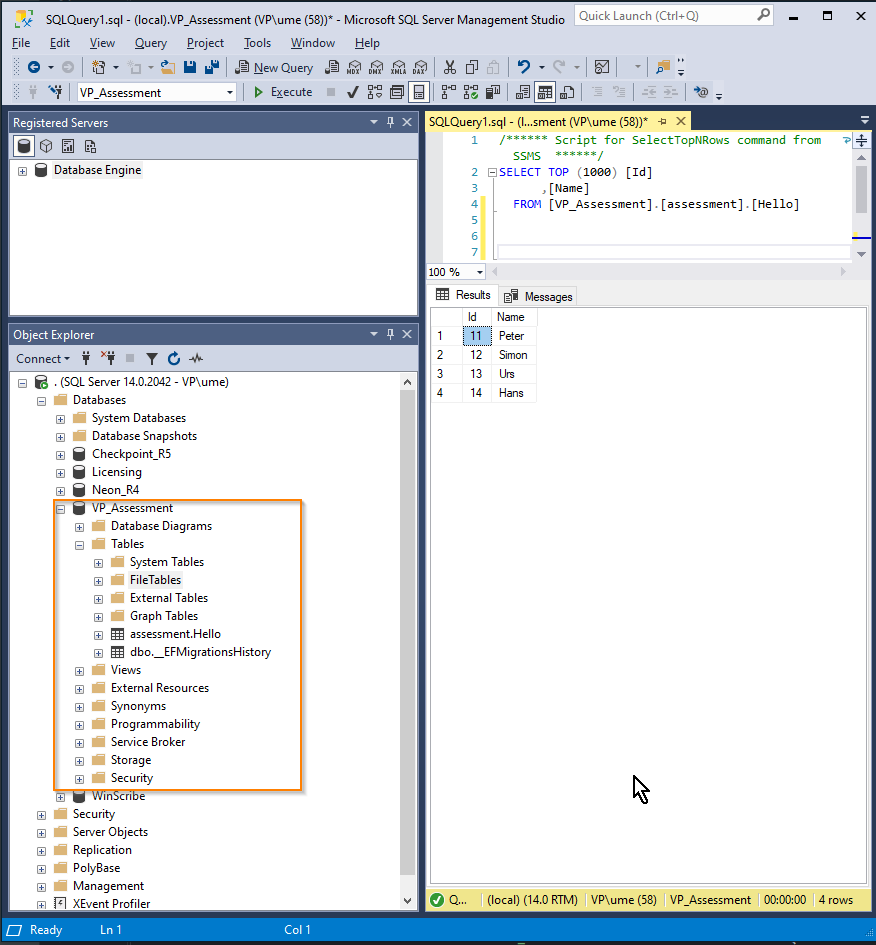 SQLQuery1.sql - (local).VP_Assessment (VP\ume (58))* - Microsoft SQL Server Management Studio
Quick Launch (Ctrl+Q)
File Edit View Query Project Tools Window Help
New Query MDX DMX XMLA DAX
VP_Assessment Execute
Registered Servers
Database Engine
Object Explorer
Connect
. (SQL Server 14.0.2042 - VP\ume)
Databases
System Databases
Database Snapshots
Checkpoint_R5
Licensing
Neon_R4
VP_Assessment
Database Diagrams
Tables
System Tables
FileTables
External Tables
Graph Tables
assessment.Hello
dbo.__EFMigrationsHistory
Views
External Resources
Synonyms
Programmability
Service Broker
Storage
Security
WinScribe
Security
Server Objects
Replication
PolyBase
Management
XEvent Profiler
SQLQuery1.sql - (l...sment (VP\ume (58))*
1 /****** Script for SelectTopNRows command from
SSMS ******/
2 SELECT TOP (1000) [Id]
3 ,[Name]
4 FROM [VP_Assessment].[assessment].[Hello]
5
6
7
100 %
Results Messages
Id Name
1 11 Peter
2 12 Simon
3 13 Urs
4 14 Hans
Q... (local) (14.0 RTM) VP\ume (58) VP_Assessment 00:00:00 4 rows
Ready Ln 1 Col 1